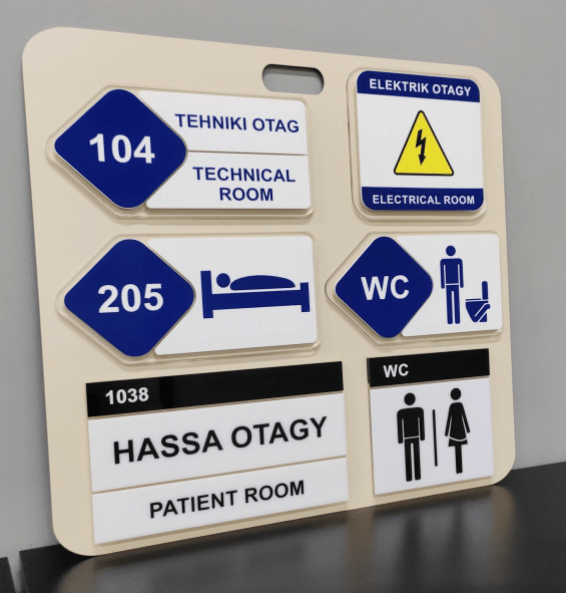 104
TEHNIKI OTAG
TECHNICAL
ROOM
ELEKTRIK OTAGY
ELECTRICAL ROOM
205
WC
1038
HASSA OTAGY
PATIENT ROOM
WC